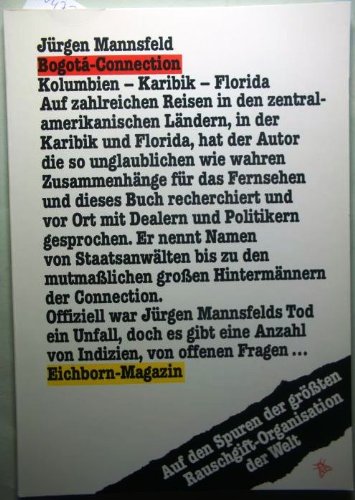 Jürgen Mannsfeld
Bogotá-Connection
Kolumbien – Karibik – Florida
Auf zahlreichen Reisen in den zentral-
amerikanischen Ländern, in der
Karibik und Florida, hat der Autor
die so unglaublichen wie wahren
Zusammenhänge für das Fernsehen
und dieses Buch recherchiert und
vor Ort mit Dealern und Politikern
gesprochen. Er nennt Namen
von Staatsanwälten bis zu den
mutmaßlichen großen Hintermännern
der Connection.
Offiziell war Jürgen Mannsfelds Tod
ein Unfall, doch es gibt eine Anzahl
von Indizien, von offenen Fragen ...
Eichborn-Magazin
Auf den Spuren der größten
Rauschgift-Organisation
der Welt